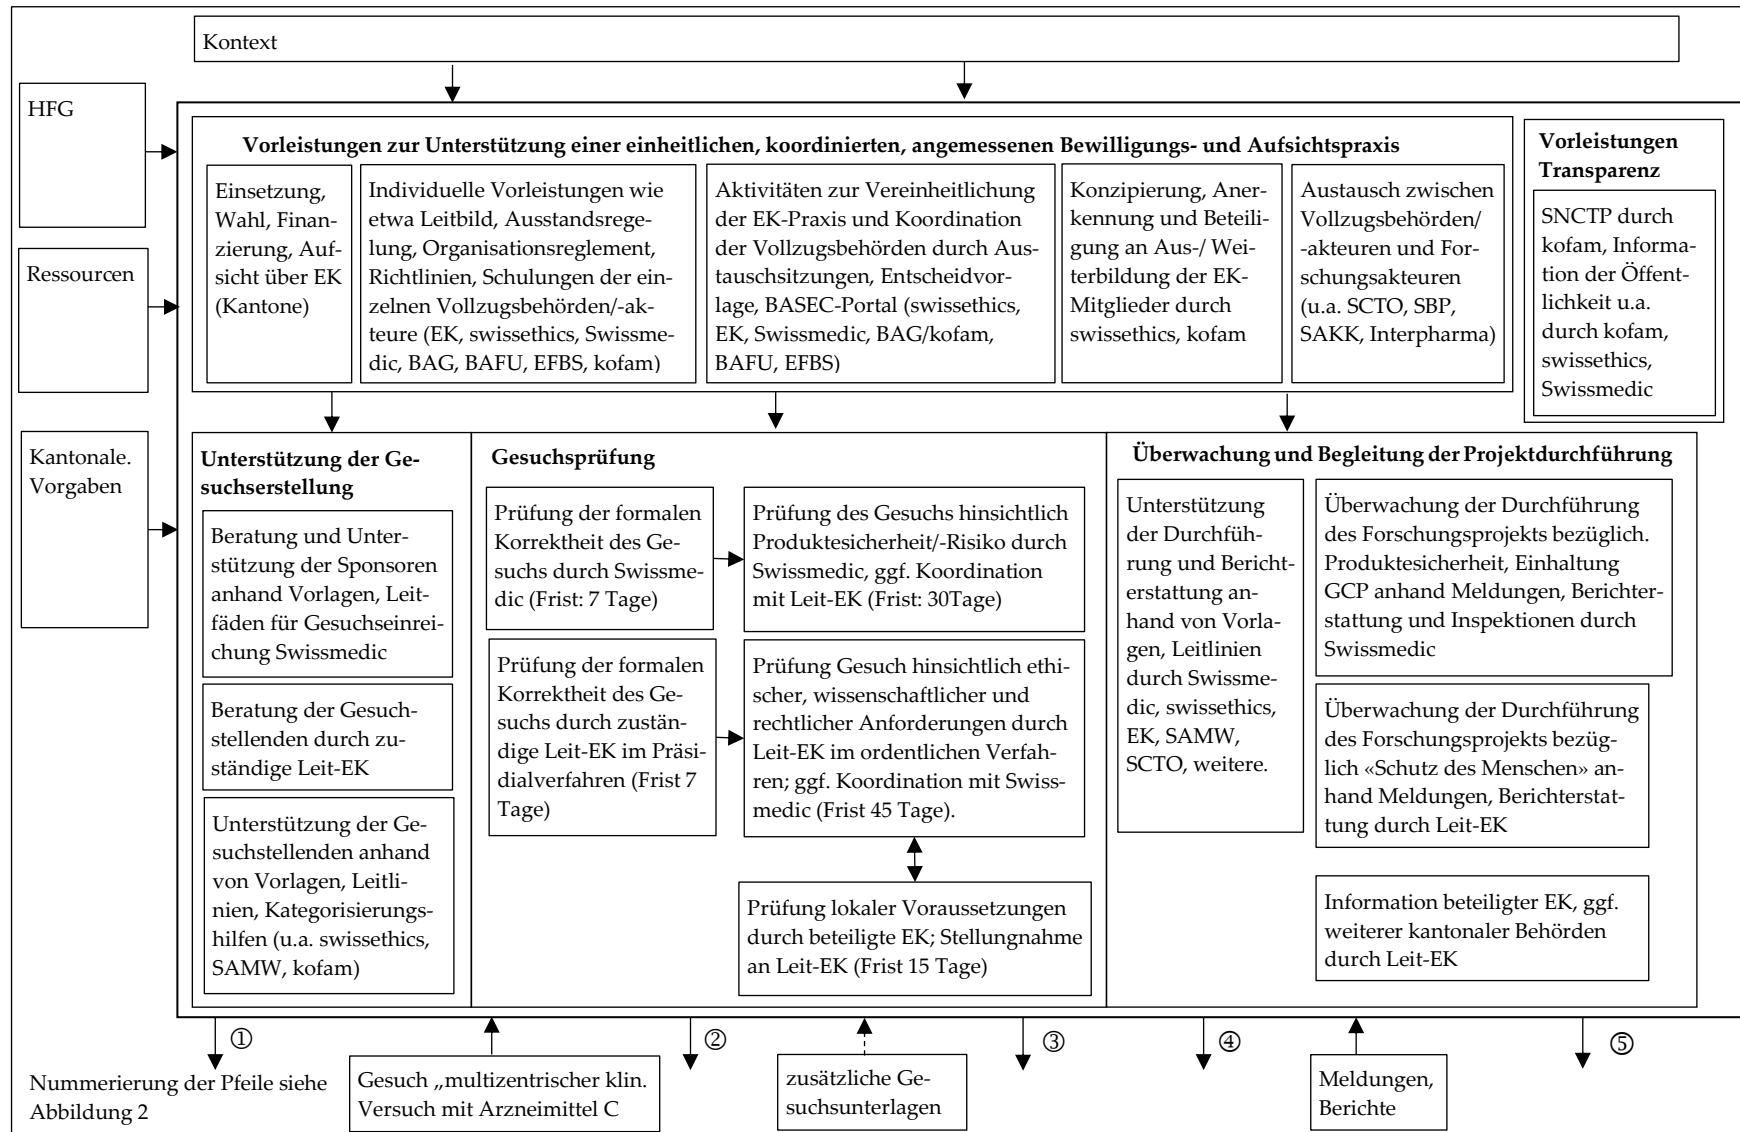 Kontext
HFG
Ressourcen
Kantonale.
Vorgaben
Vorleistungen zur Unterstützung einer einheitlichen, koordinierten, angemessenen Bewilligungs- und Aufsichtspraxis
Einsetzung,
Wahl, Finan-
zierung, Auf-
sicht über EK
(Kantone)
Individuelle Vorleistungen wie
etwa Leitbild, Ausstandsrege-
lung, Organisationsreglement,
Richtlinien, Schulungen der ein-
zelnen Vollzugsbehörden/-ak-
teure (EK, swissethics, Swissme-
dic, BAG, BAFU, EFBS, kofam)
Aktivitäten zur Vereinheitlichung
der EK-Praxis und Koordination
der Vollzugsbehörden durch Aus-
tauschsitzungen, Entscheidvor-
lage, BASEC-Portal (swissethics,
EK, Swissmedic, BAG/kofam,
BAFU, EFBS)
Konzipierung, Aner-
kennung und Beteili-
gung an Aus-/ Wei-
terbildung der EK-
Mitglieder durch
swissethics, kofam
Austausch zwischen
Vollzugsbehörden/
-akteuren und For-
schungsakteuren
(u.a. SCTO, SBP,
SAKK, Interpharma)
Vorleistungen
Transparenz
SNCTP durch
kofam, Informa-
tion der Öffent-
lichkeit u.a.
durch kofam,
swissethics,
Swissmedic
Unterstützung der Ge-
suchserstellung
Beratung und Unter-
stützung der Sponsoren
anhand Vorlagen, Leit-
fäden für Gesuchseinrei-
chung Swissmedic
Beratung der Gesuch-
stellenden durch zu-
ständige Leit-EK
Unterstützung der Ge-
suchstellenden anhand
von Vorlagen, Leitli-
nien, Kategorisierungs-
hilfen (u.a. swissethics,
SAMW, kofam)
Gesuchsprüfung
Prüfung der formalen
Korrektheit des Ge-
suchs durch Swissme-
dic (Frist: 7 Tage)
Prüfung des Gesuchs hinsichtlich
Produktesicherheit/-Risiko durch
Swissmedic, ggf. Koordination
mit Leit-EK (Frist: 30Tage)
Prüfung der formalen
Korrektheit des Ge-
suchs durch zustän-
dige Leit-EK im Präsi-
dialverfahren (Frist 7
Tage)
Prüfung Gesuch hinsichtlich ethi-
scher, wissenschaftlicher und
rechtlicher Anforderungen durch
Leit-EK im ordentlichen Verfah-
ren; ggf. Koordination mit Swiss-
medic (Frist 45 Tage).
Prüfung lokaler Voraussetzungen
durch beteiligte EK; Stellungnahme
an Leit-EK (Frist 15 Tage)
Überwachung und Begleitung der Projektdurchführung
Unterstützung
der Durchfüh-
rung und Bericht-
erstattung an-
hand von Vorla-
gen, Leitlinien
durch Swissme-
dic, swissethics,
EK, SAMW,
SCTO, weitere.
Überwachung der Durchführung
des Forschungsprojekts bezüglich.
Produktesicherheit, Einhaltung
GCP anhand Meldungen, Berichter-
stattung und Inspektionen durch
Swissmedic
Überwachung der Durchführung
des Forschungsprojekts bezüg-
lich «Schutz des Menschen» an-
hand Meldungen, Berichterstat-
tung durch Leit-EK
Information beteiligter EK, ggf.
weiterer kantonaler Behörden
durch Leit-EK
① ② ③ ④ ⑤
Nummerierung der Pfeile siehe
Abbildung 2
Gesuch „multizentrischer klin.
Versuch mit Arzneimittel C
zusätzliche Ge-
suchsunterlagen
Meldungen,
Berichte